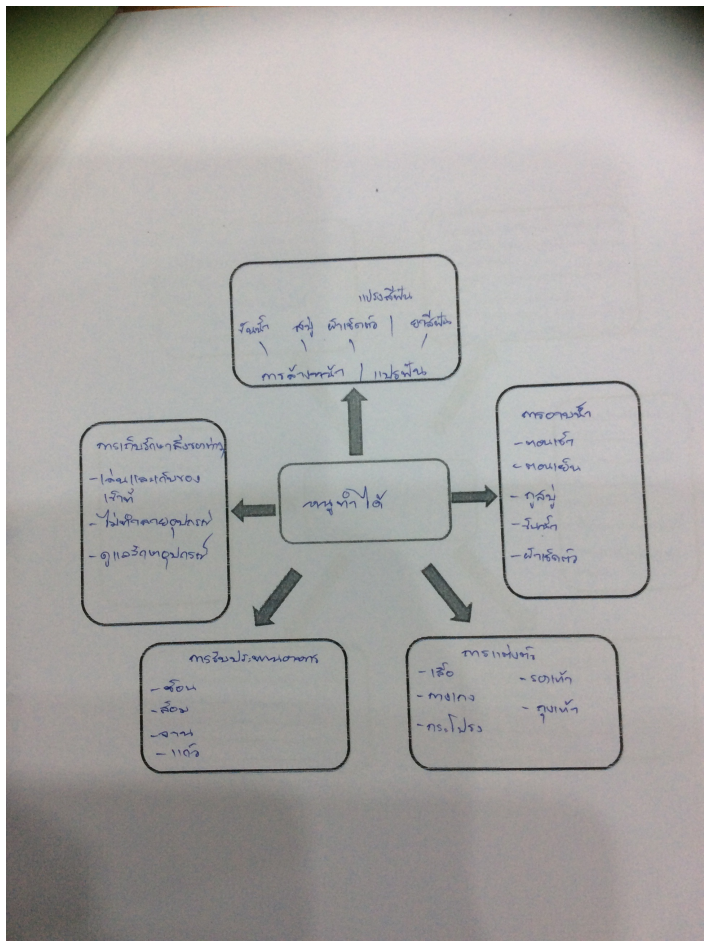 แปรงสีฟัน
ขันน้ำ สบู่ ผ้าเช็ดตัว ยาสีฟัน
การล้างหน้า / แปรงฟัน
การเก็บรักษาสิ่งของต่างๆ
- เล่นและเก็บของ
เข้าที่
- ไม่ทำลายอุปกรณ์
- ดูแลรักษาอุปกรณ์
หนูทำได้
การอาบน้ำ
- ตอนเช้า
- ตอนเย็น
- ถูสบู่
- ขันน้ำ
- ผ้าเช็ดตัว
การรับประทานอาหาร
- ช้อน
- ส้อม
- จาน
- แก้ว
การแต่งตัว
- เสื้อ - รองเท้า
- กางเกง - ถุงเท้า
- กระโปรง